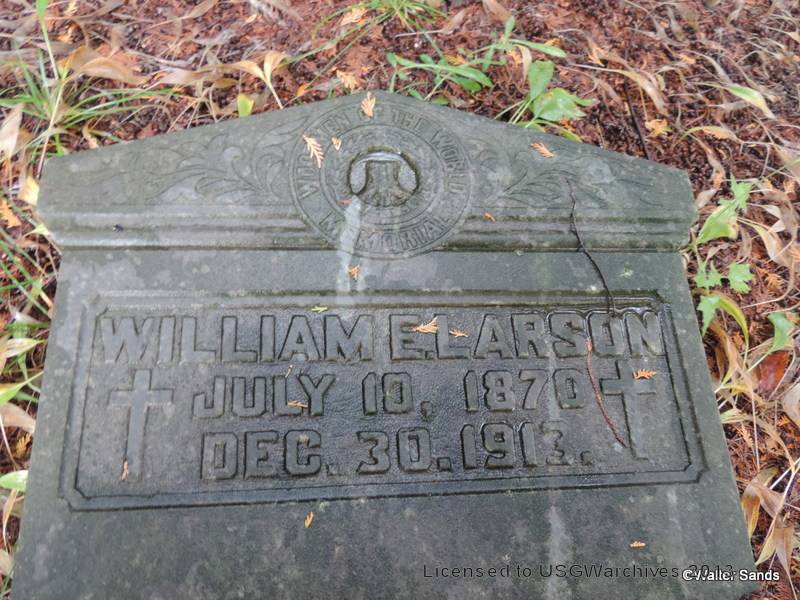 WOODMEN OF THE WORLD
MEMORIAL
WILLIAM E. LARSON
JULY 10, 1870
DEC. 30. 1913.
Licensed to USGWarchives 2013
©Walter Sands